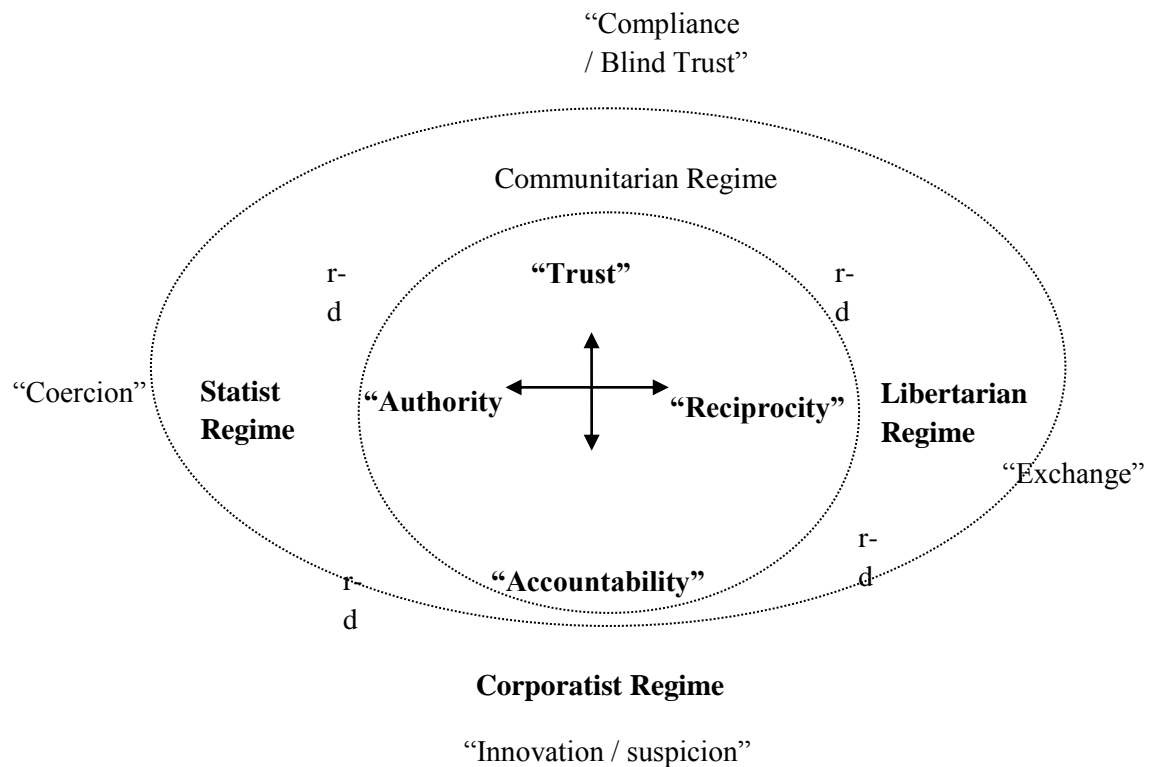 “Compliance
/ Blind Trust”
Communitarian Regime
r-
d
“Trust”
r-
d
“Coercion”
Statist
Regime
“Authority
“Reciprocity”
Libertarian
Regime
“Exchange”
r-
d
“Accountability”
r-
d
Corporatist Regime
“Innovation / suspicion”